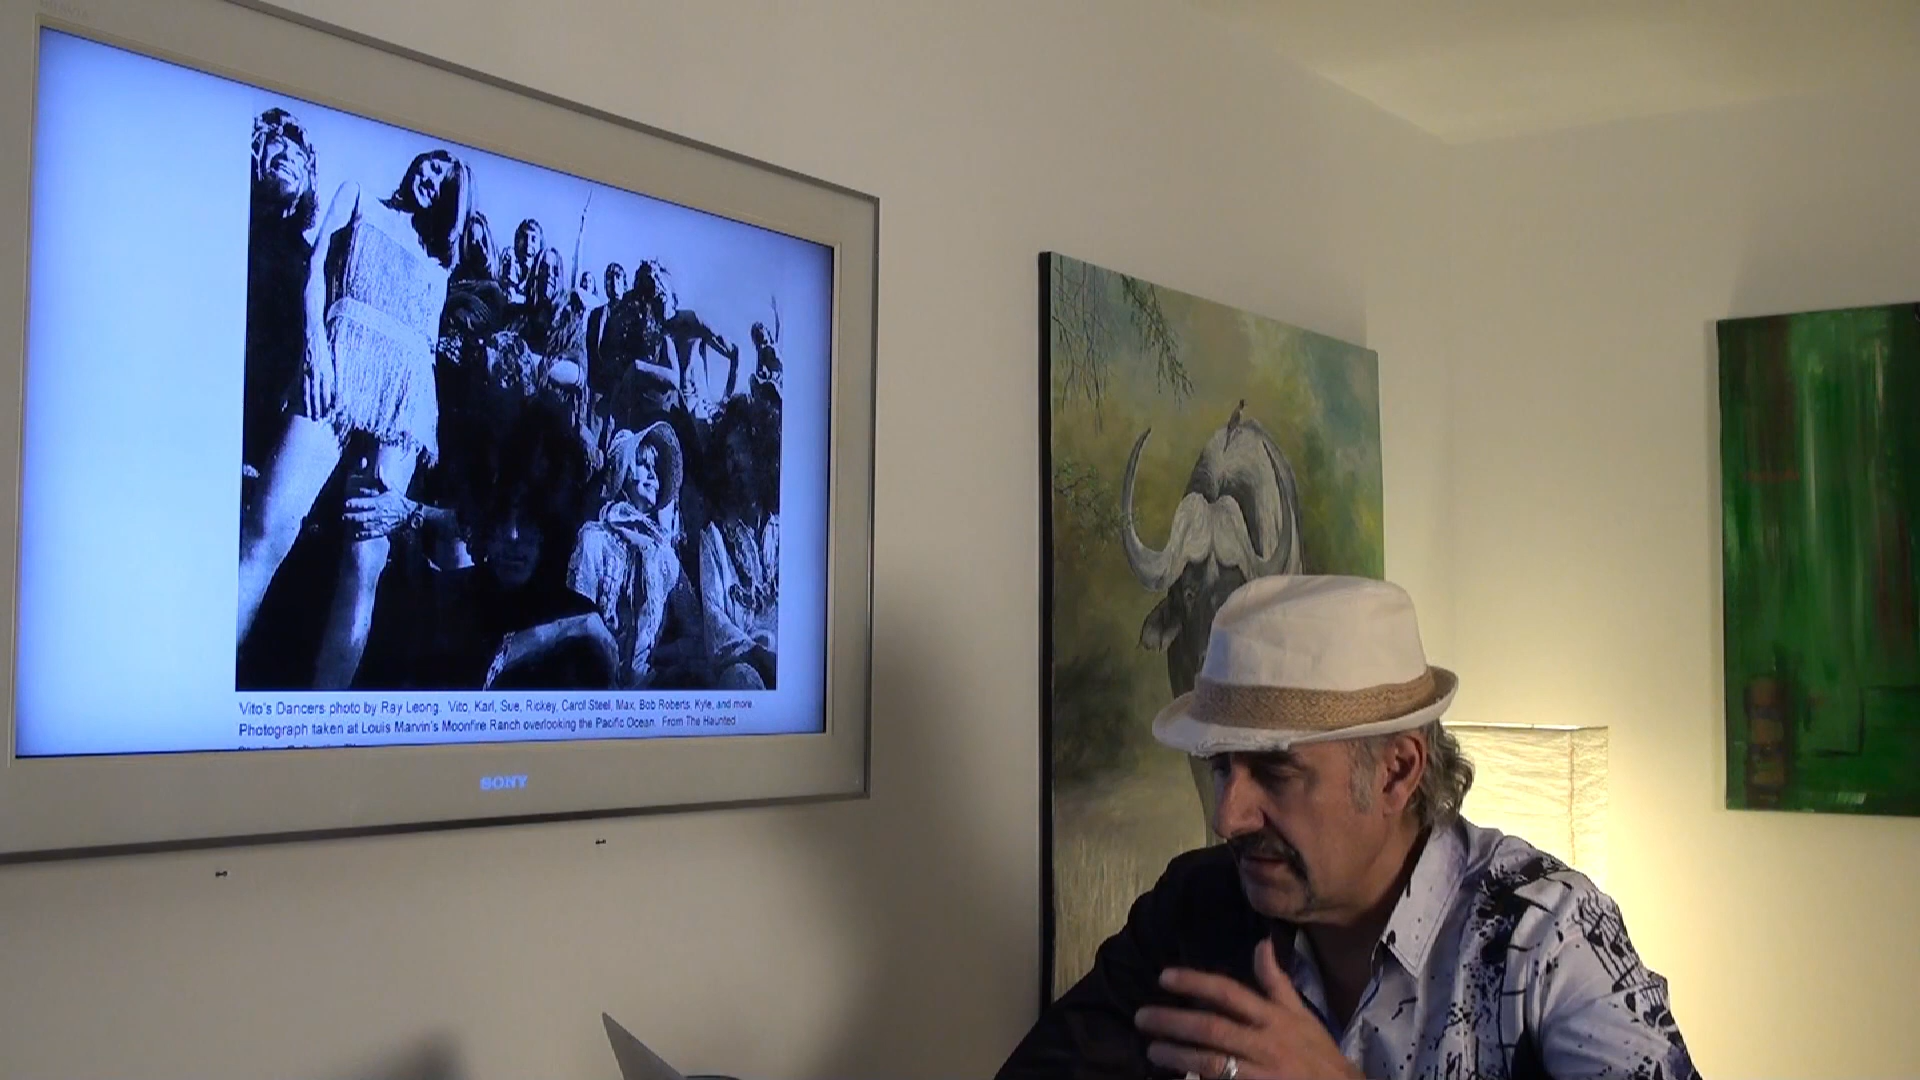 Vito's Dancers photo by Ray Leong. Vito, Karl, Sue, Rickey, Carol Steel, Max, Bob Roberts, Kyle, and more.
Photograph taken at Louis Marvin's Moonfire Ranch overlooking the Pacific Ocean. From The Haunted
SONY